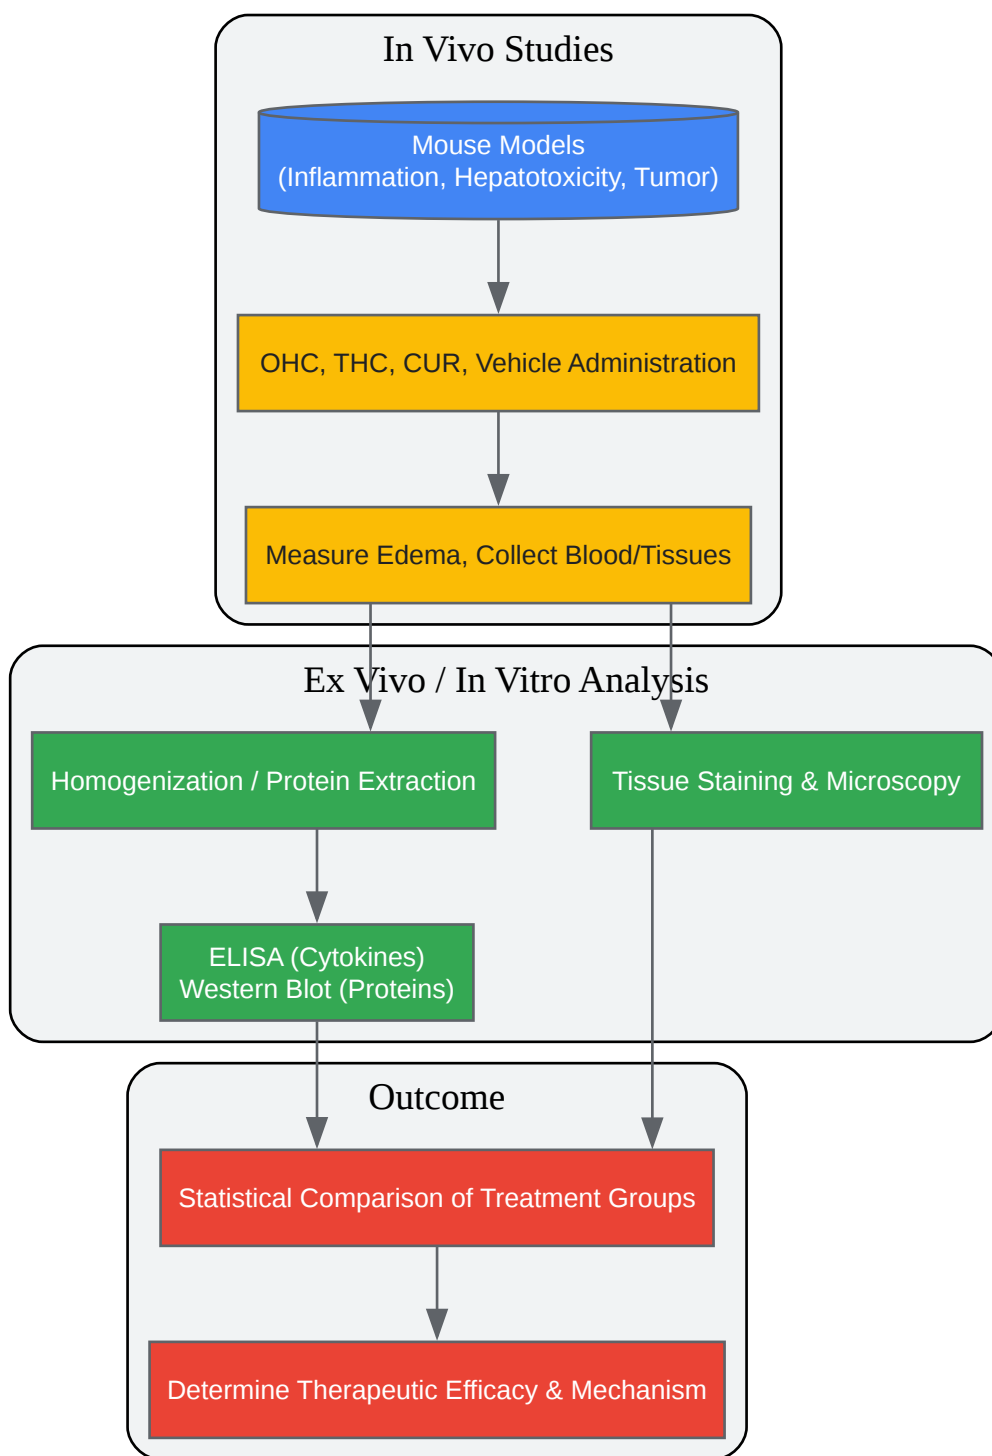 In Vivo Studies
Mouse Models
(Inflammation, Hepatotoxicity, Tumor)
OHC, THC, CUR, Vehicle Administration
Measure Edema, Collect Blood/Tissues
Ex Vivo / In Vitro Analysis
Homogenization / Protein Extraction
Tissue Staining & Microscopy
ELISA (Cytokines)
Western Blot (Proteins)
Outcome
Statistical Comparison of Treatment Groups
Determine Therapeutic Efficacy & Mechanism